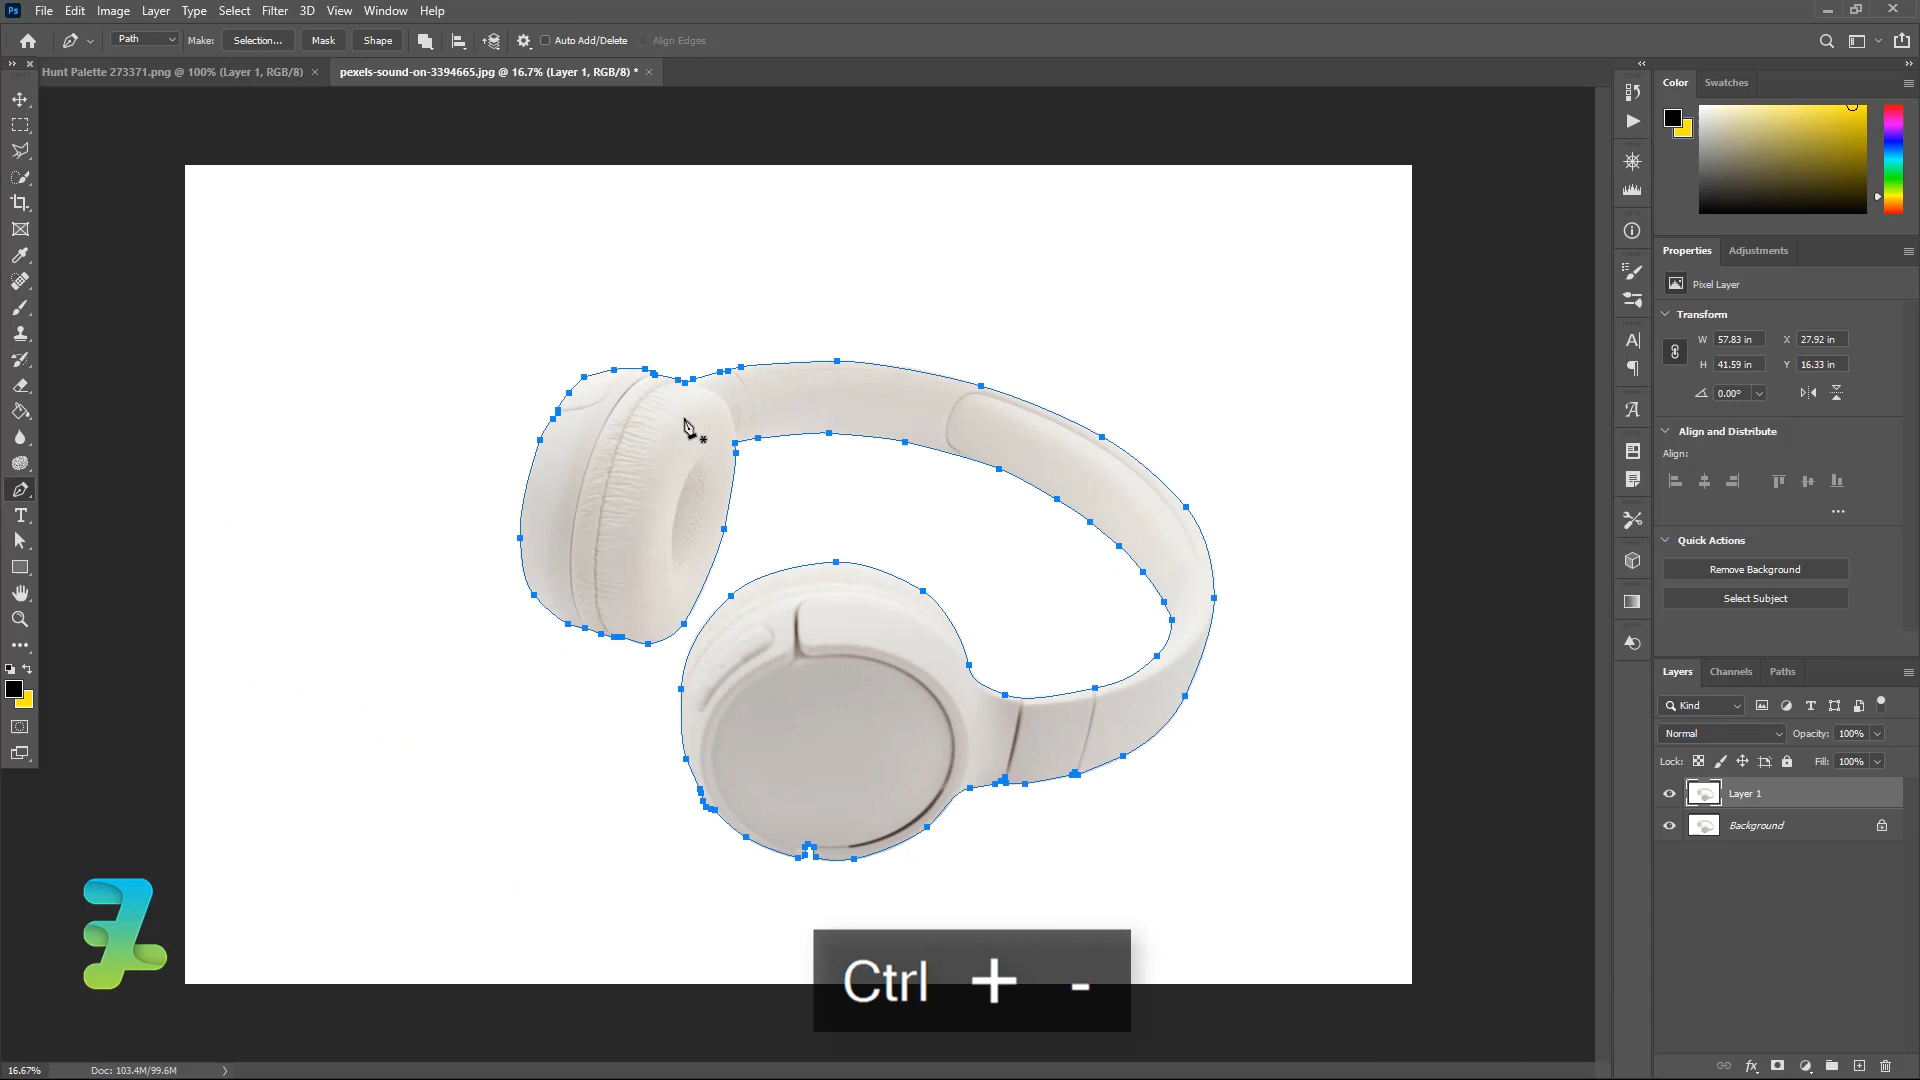 Ps File Edit Image Layer Type Select Filter 3D View Window Help
Path Make: Selection... Mask Shape Auto Add/Delete Align Edges
Hunt Palette 273371.png @ 100% (Layer 1, RGB/8) × pexels-sound-on-3394665.jpg @ 16.7% (Layer 1, RGB/8) * ×
Color Swatches
Properties Adjustments
Pixel Layer
Transform
W 57.83 in X 27.92 in
H 41.59 in Y 16.33 in
0.00°
Align and Distribute
Align:
Quick Actions
Remove Background
Select Subject
Layers Channels Paths
Kind
Normal Opacity: 100%
Lock: Fill: 100%
Layer 1
Background
Ctrl + -
16.67% Doc: 103.4M/99.6M